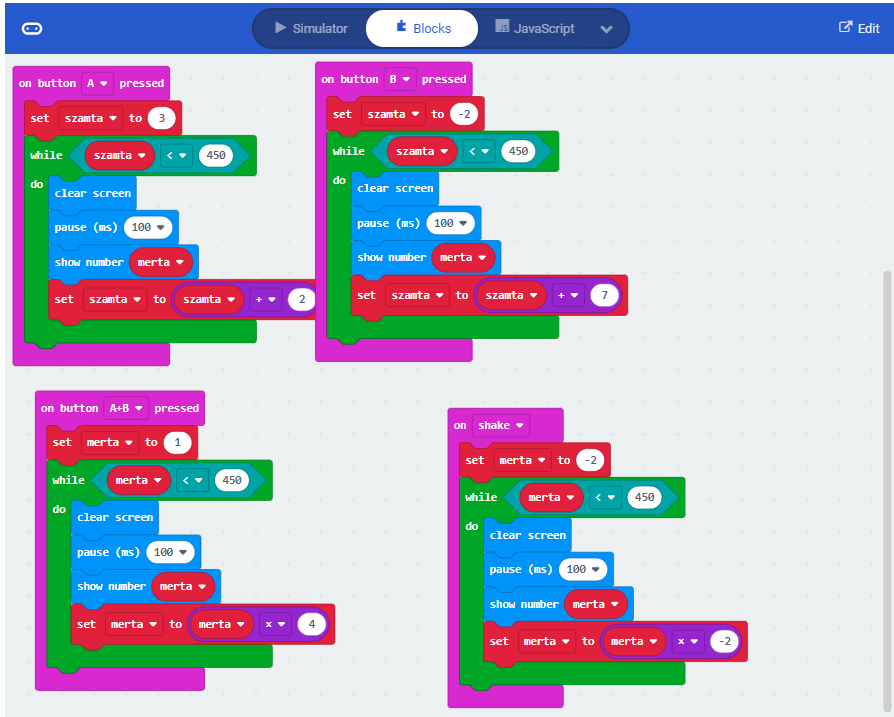 Simulator Blocks JS JavaScript Edit
on button A pressed
set szamta to 3
while szamta < 450
do
clear screen
pause (ms) 100
show number merta
set szamta to szamta + 2
on button B pressed
set szamta to -2
while szamta < 450
do
clear screen
pause (ms) 100
show number merta
set szamta to szamta + 7
on button A+B pressed
set merta to 1
while merta < 450
do
clear screen
pause (ms) 100
show number merta
set merta to merta x 4
on shake
set merta to -2
while merta < 450
do
clear screen
pause (ms) 100
show number merta
set merta to merta x -2